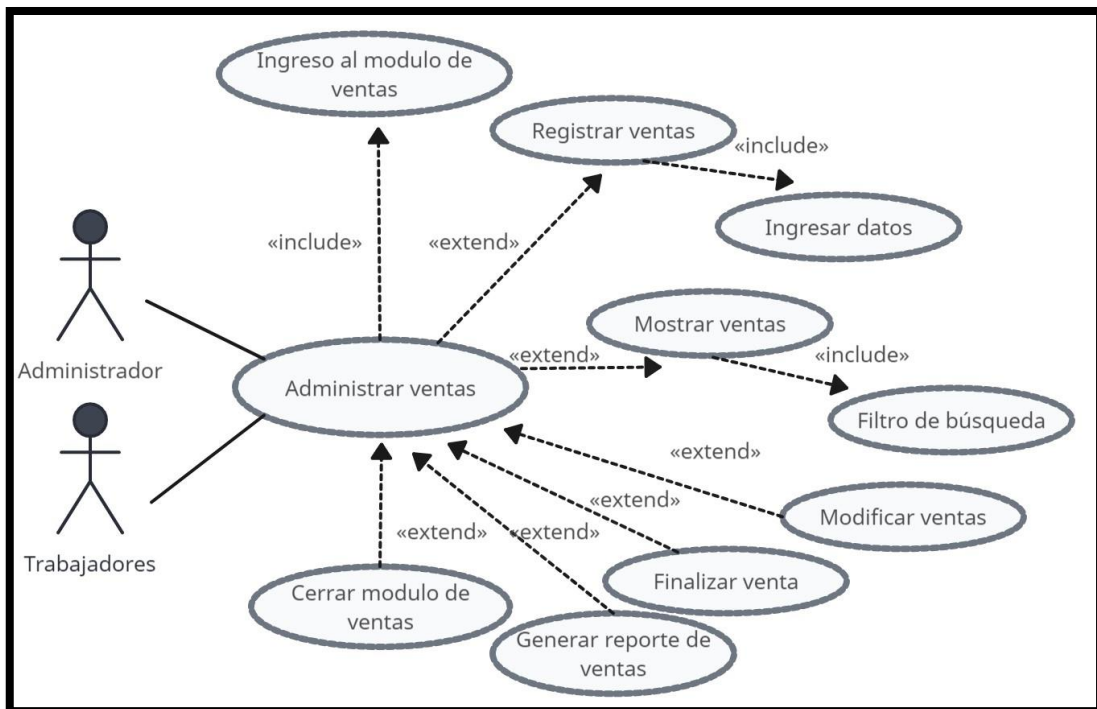 Ingreso al modulo de
ventas
Registrar ventas
«include»
Ingresar datos
«include»
«extend»
Mostrar ventas
«extend»
«include»
Administrador
Administrar ventas
Filtro de búsqueda
«extend»
«extend»
Modificar ventas
«extend»
«extend»
Trabajadores
Finalizar venta
Cerrar modulo de
ventas
Generar reporte de
ventas